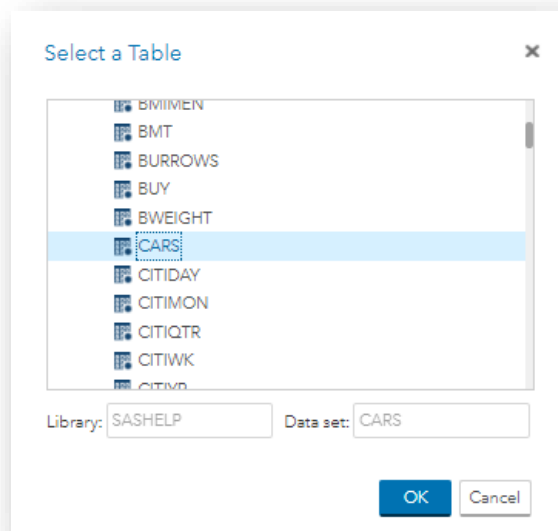 Select a Table
BMIMEN
BMT
BURROWS
BUY
BWEIGHT
CARS
CITIDAY
CITIMON
CITIQTR
CITIWK
CITIYR
Library: SASHELP Data set: CARS
OK Cancel